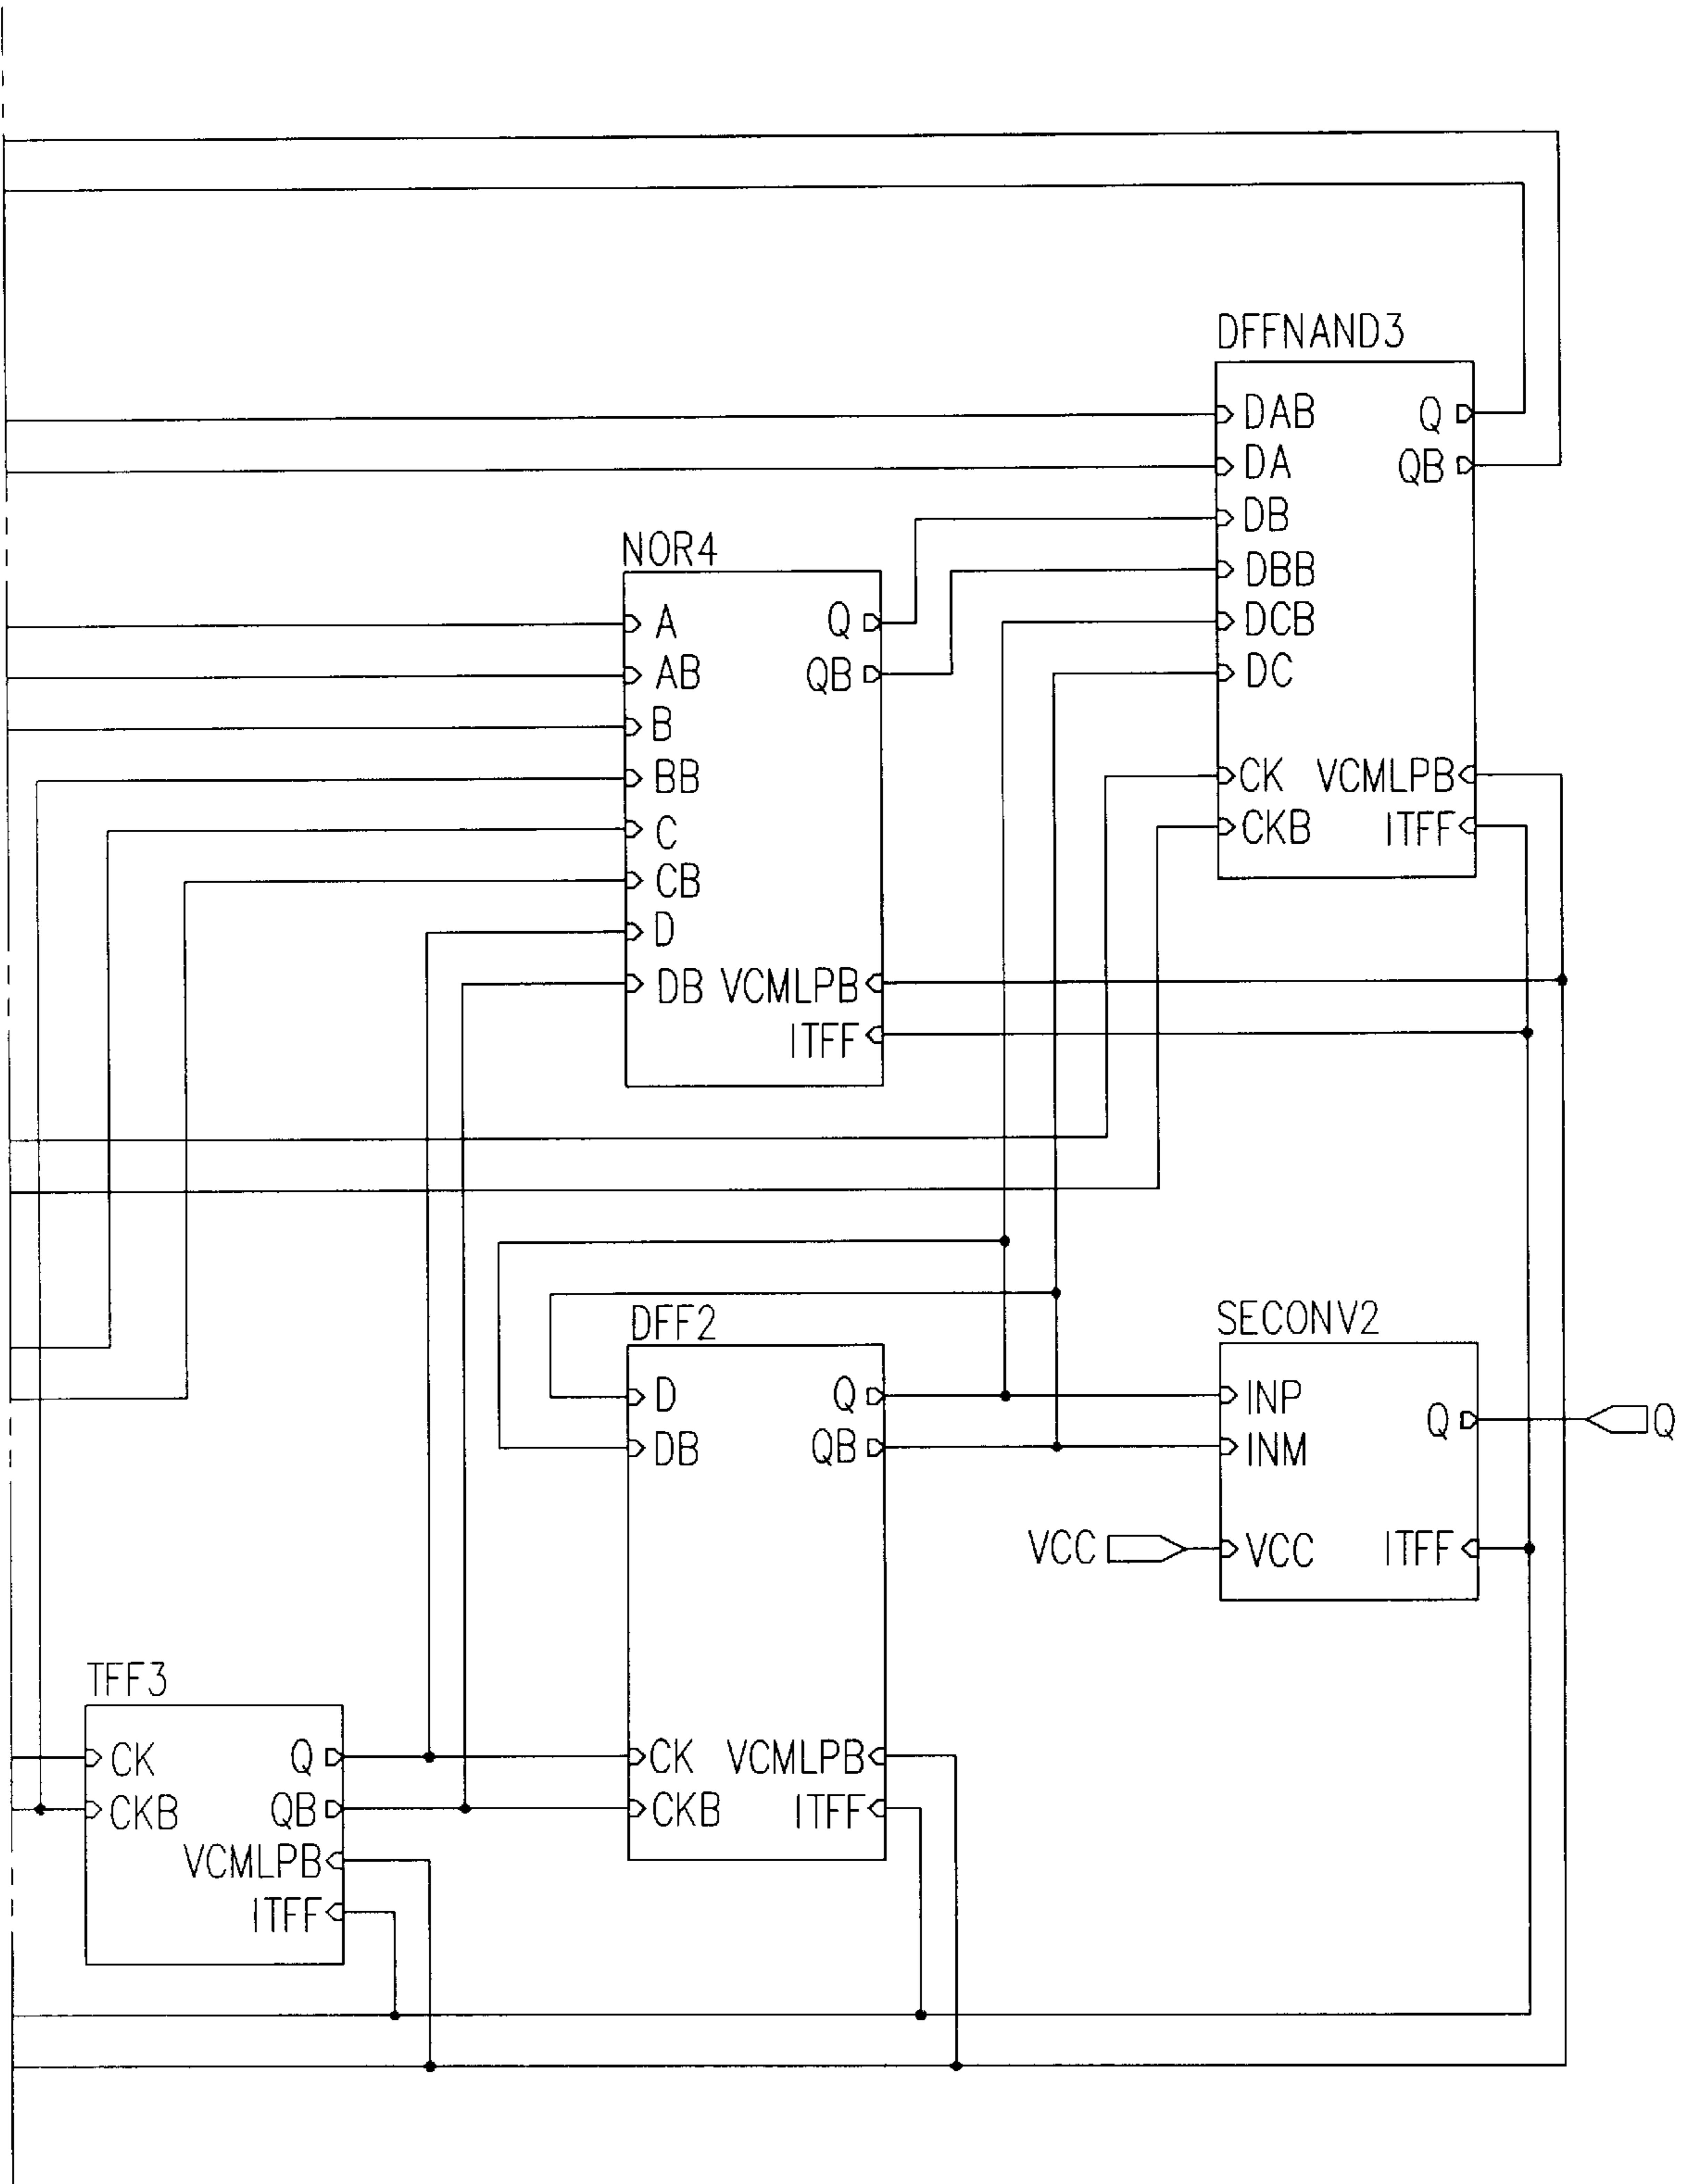 DFFNAND3
DAB Q
DA QB
DB
DBB
DCB
DC
CK VCMLPB
CKB ITFF
NOR4
A Q
AB QB
B
BB
C
CB
D
DB VCMLPB
ITFF
DFF2
D Q
DB QB
CK VCMLPB
CKB ITFF
SECONV2
INP
Q Q
INM
VCC VCC ITFF
TFF3
CK Q
CKB QB
VCMLPB
ITFF